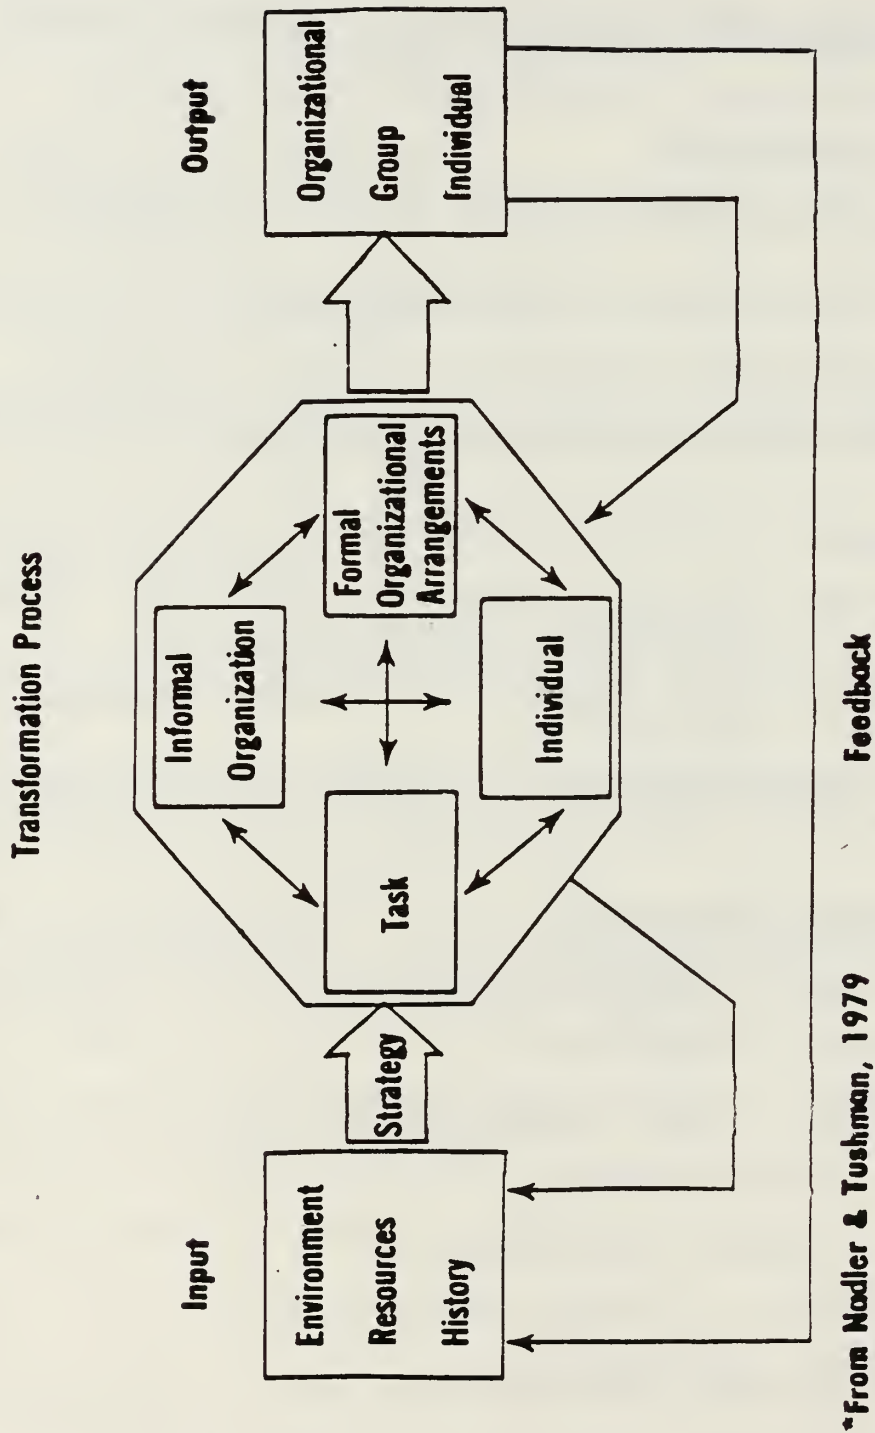 Transformation Process
Input
Output
Environment
Resources
History
Strategy
Task
Informal
Organization
Individual
Formal
Organizational
Arrangements
Organizational
Group
Individual
Feedback
*From Nadler & Tushman, 1979